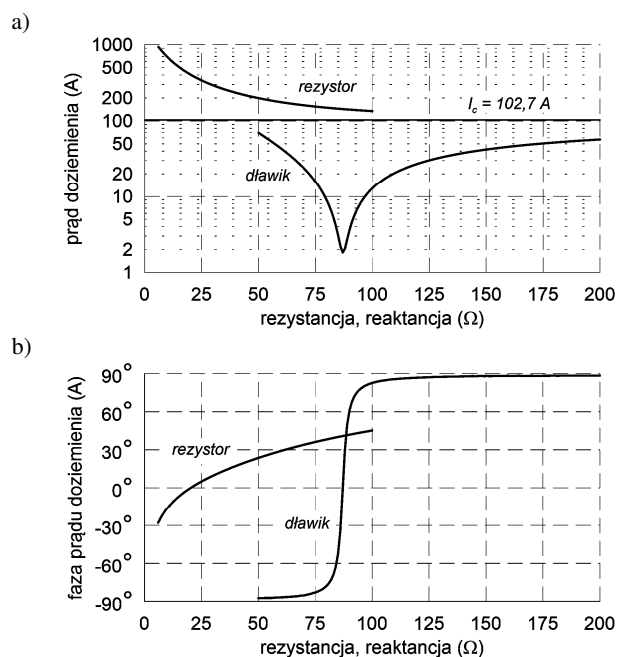 a)
prąd doziemienia (A)
1000
500
200
100
50
20
10
5
2
1
rezystor
I_c = 102,7 A
dławik
0 25 50 75 100 125 150 175 200
rezystancja, reaktancja (Ω)
b)
faza prądu doziemienia (A)
90°
60°
30°
0°
-30°
-60°
-90°
rezystor
dławik
0 25 50 75 100 125 150 175 200
rezystancja, reaktancja (Ω)